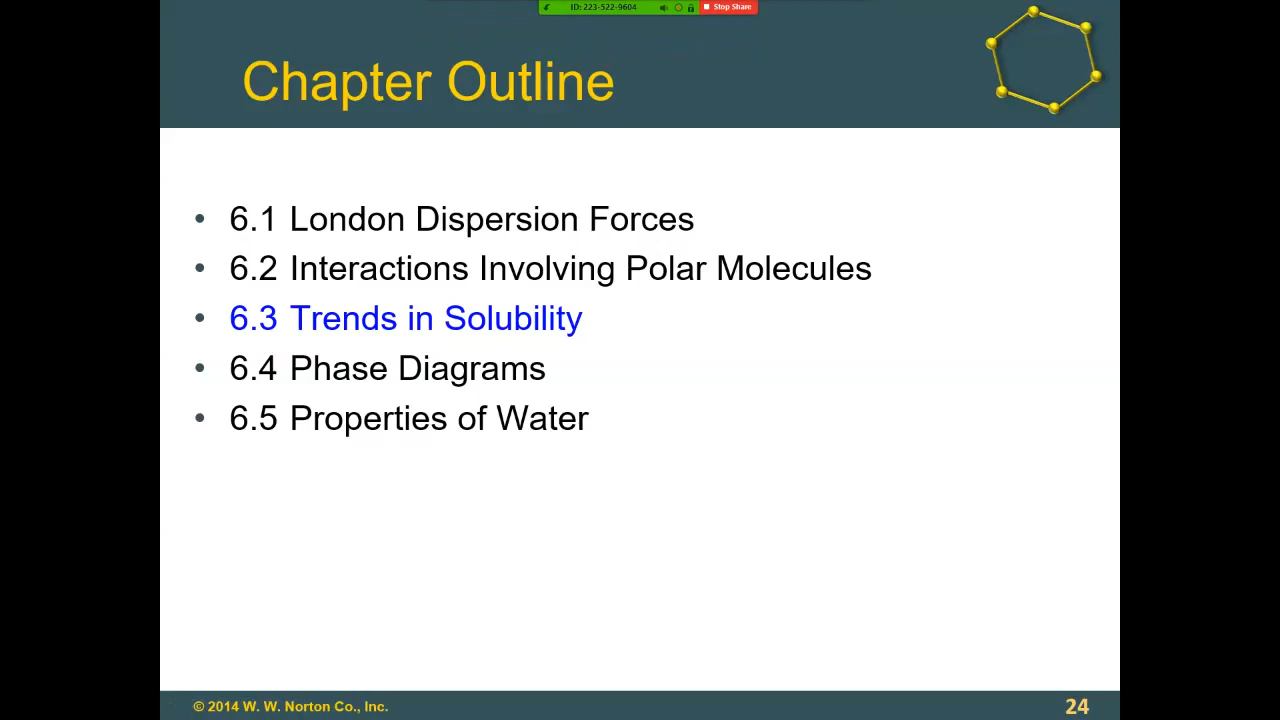 ID: 223-522-9604 Stop Share
Chapter Outline
• 6.1 London Dispersion Forces
• 6.2 Interactions Involving Polar Molecules
• 6.3 Trends in Solubility
• 6.4 Phase Diagrams
• 6.5 Properties of Water
© 2014 W. W. Norton Co., Inc. 24